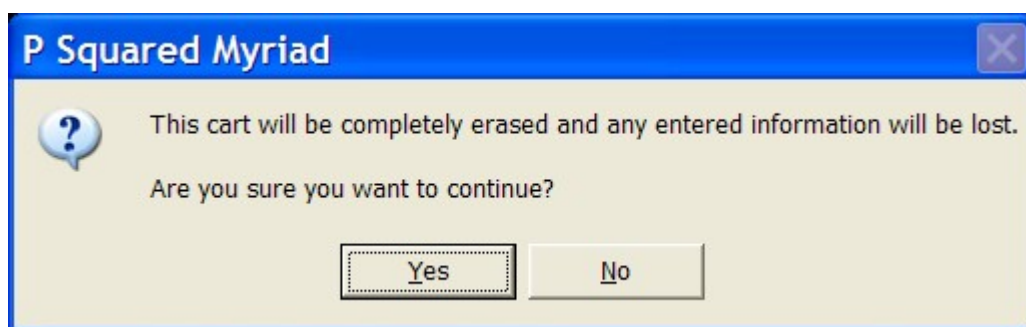 P Squared Myriad
This cart will be completely erased and any entered information will be lost.
Are you sure you want to continue?
Yes No